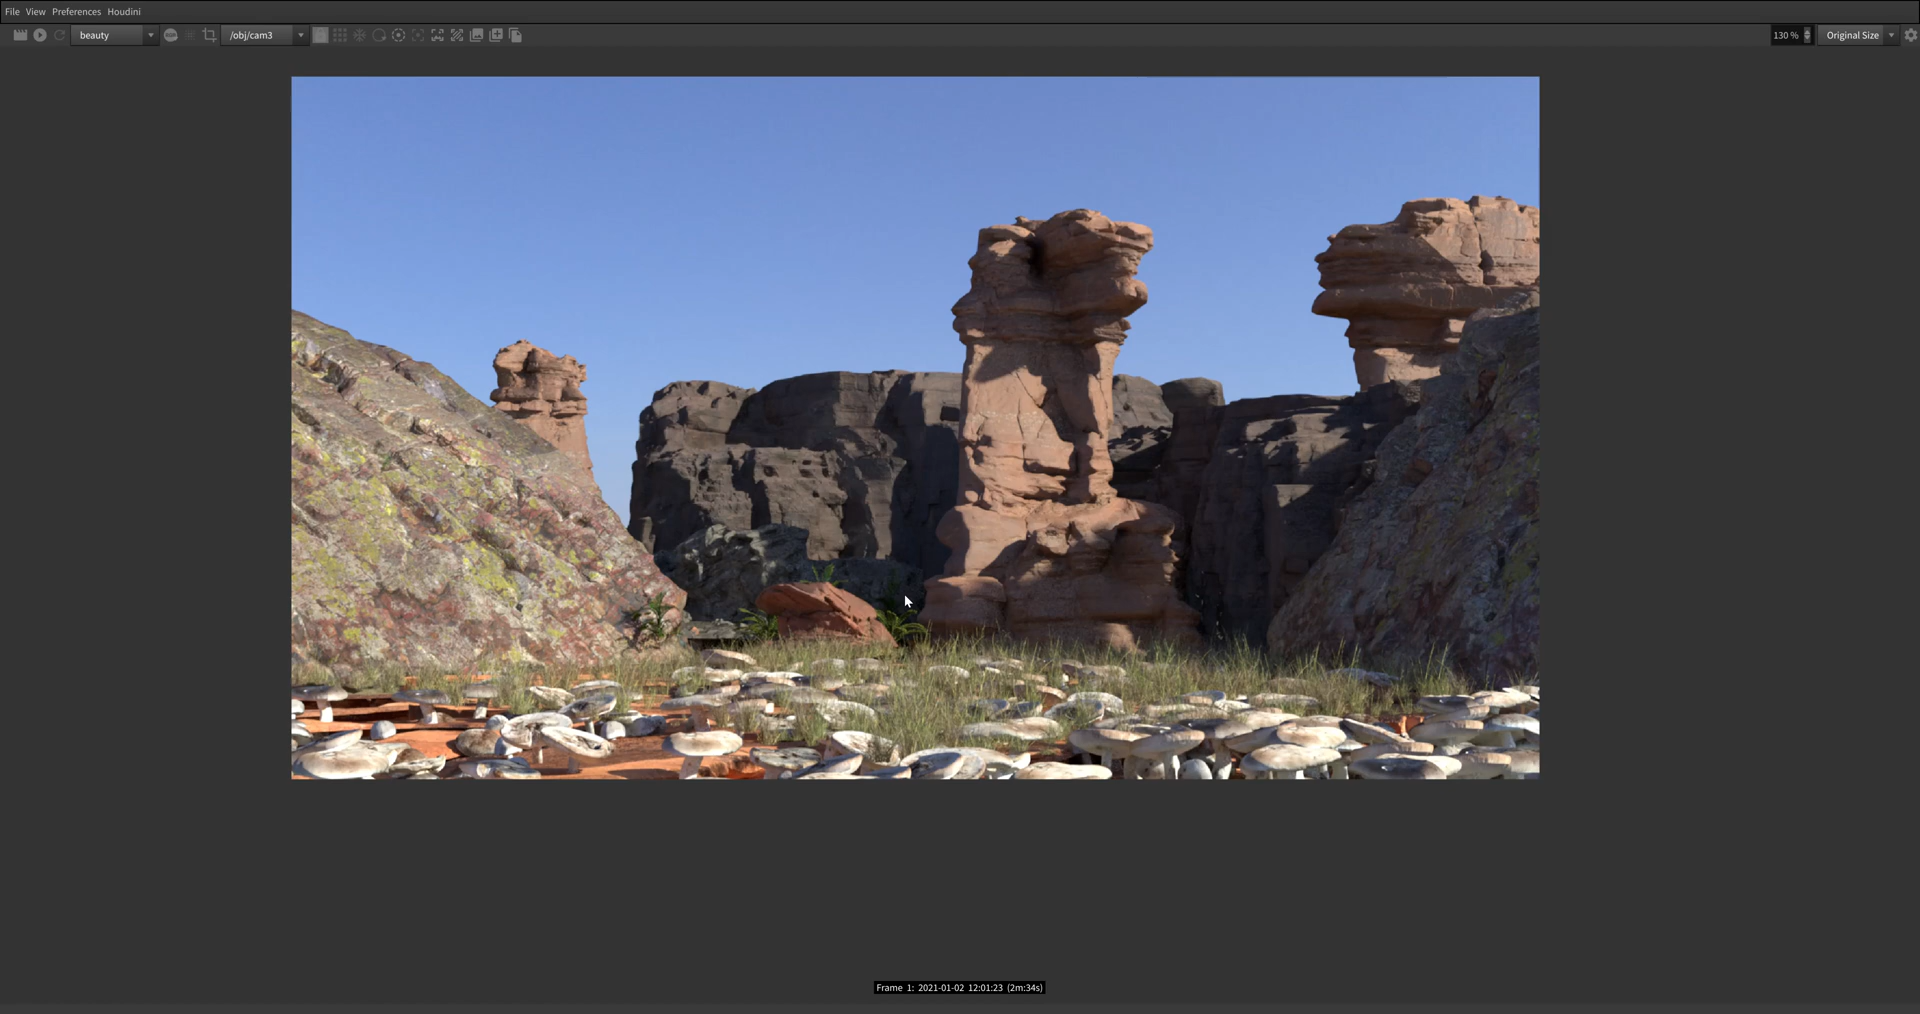 File View Preferences Houdini
beauty /obj/cam3 130 % Original Size
Frame 1: 2021-01-02 12:01:23 (2m:34s)